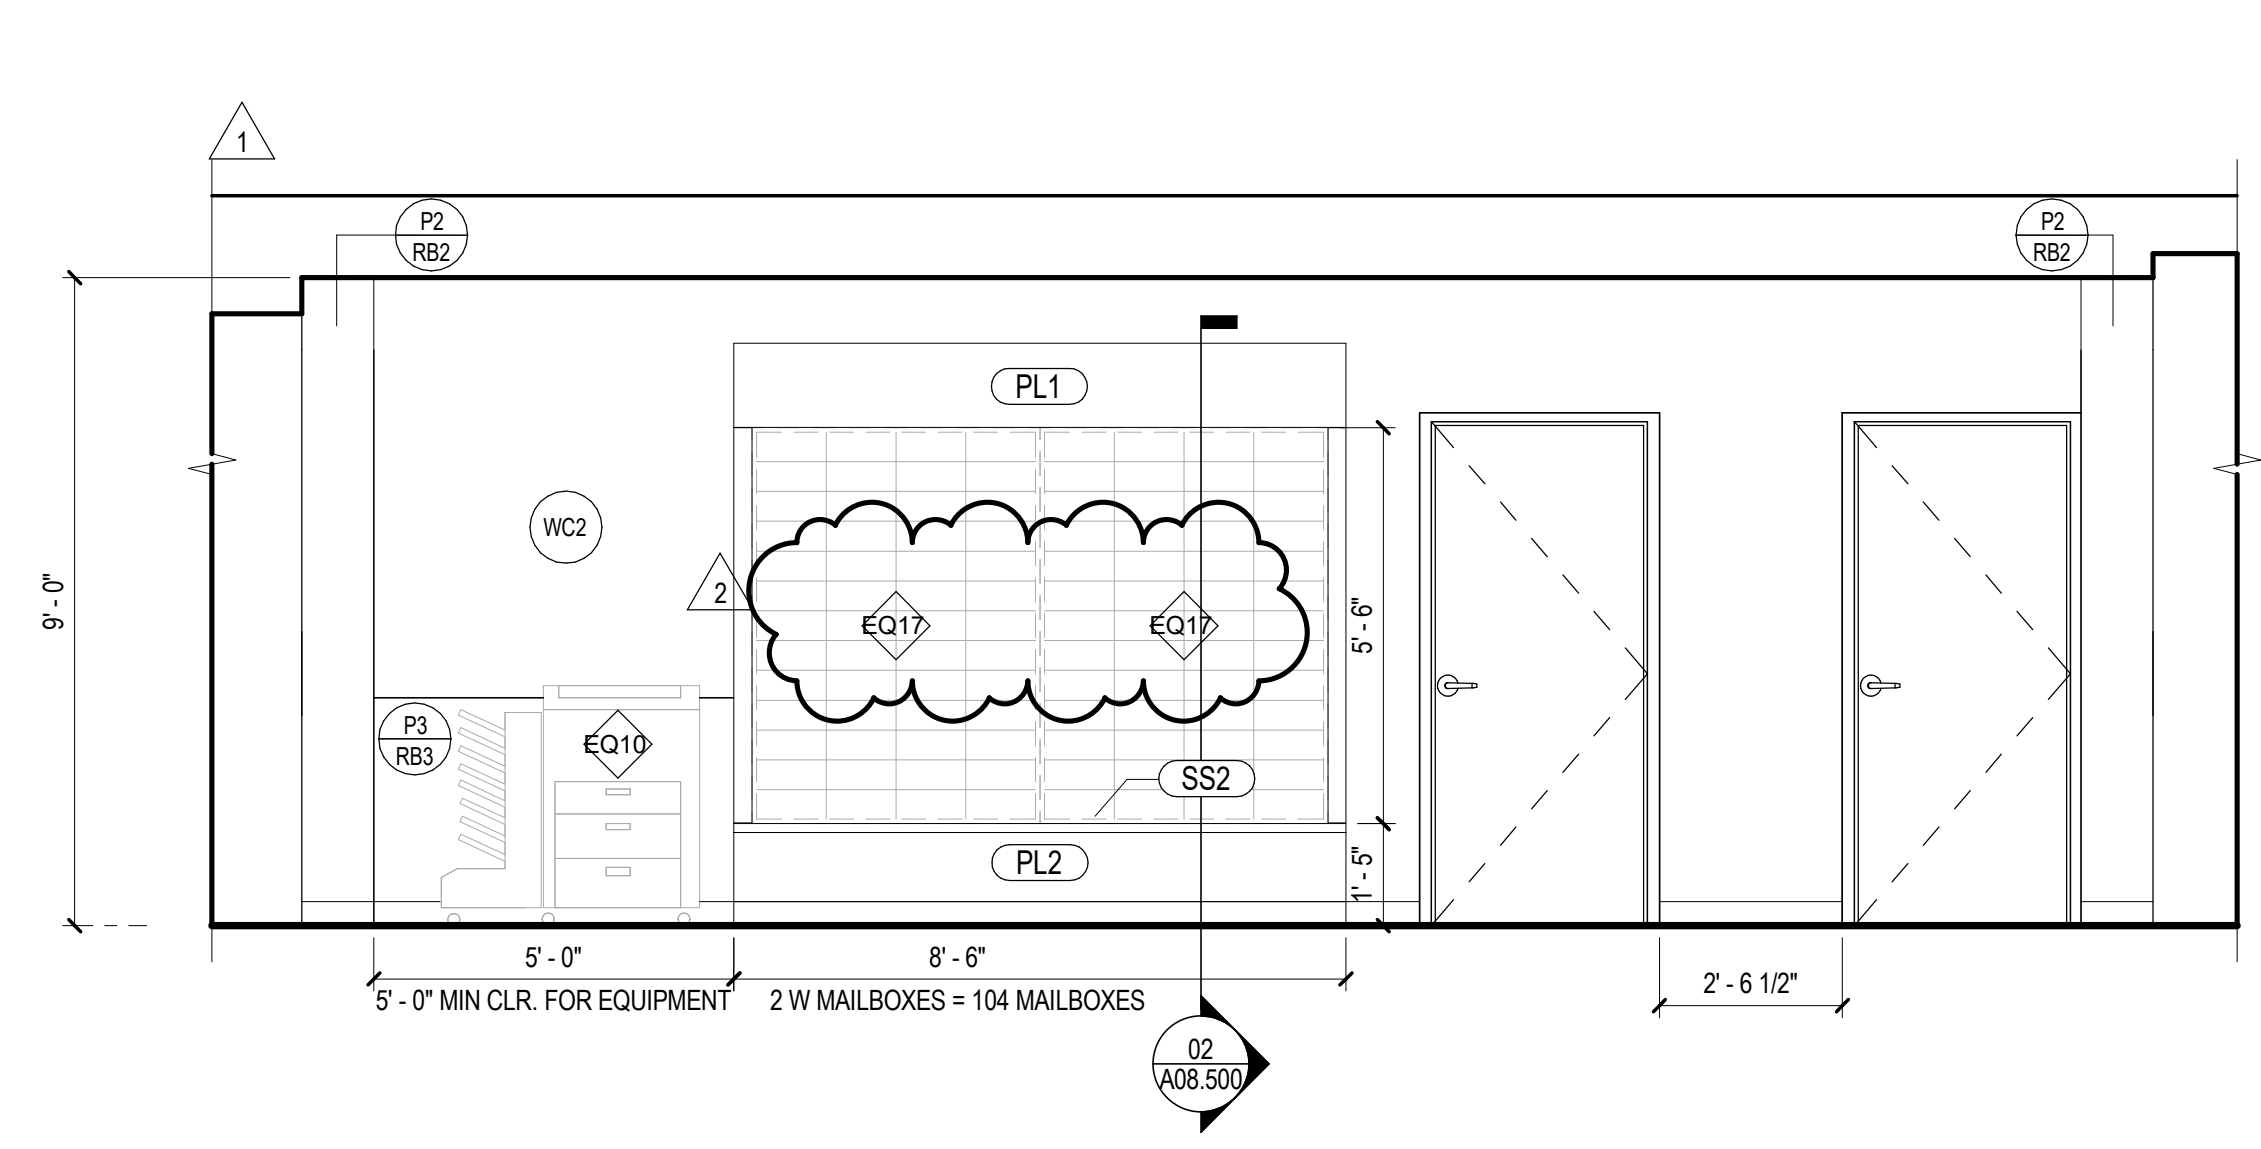 1
P2
RB2
P2
RB2
PL1
9' - 0"
WC2
2
EQ17
EQ17
5' - 6"
P3
RB3
EQ10
SS2
PL2
1' - 5"
5' - 0"
8' - 6"
2' - 6 1/2"
5' - 0" MIN CLR. FOR EQUIPMENT
2 W MAILBOXES = 104 MAILBOXES
02
A08.500